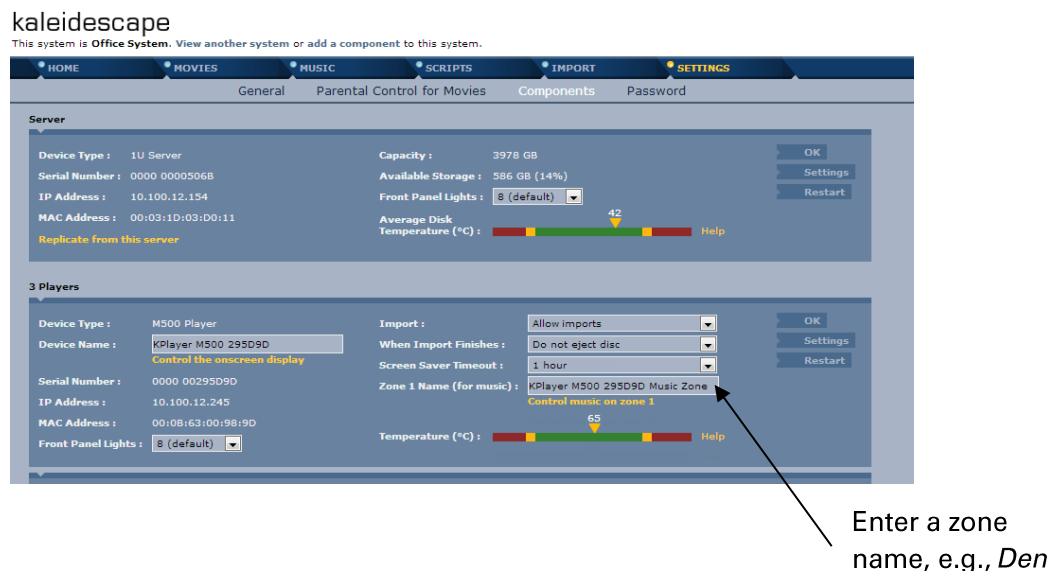 kaleidescape
This system is Office System. View another system or add a component to this system.
HOME MOVIES MUSIC SCRIPTS IMPORT SETTINGS
General Parental Control for Movies Components Password
Server
Device Type : 1U Server Capacity : 3978 GB OK
Serial Number : 0000 0000506B Available Storage : 586 GB (14%) Settings
IP Address : 10.100.12.154 Front Panel Lights : 8 (default) Restart
MAC Address : 00:03:1D:03:D0:11 Average Disk 42
Temperature (°C) : Help
Replicate from this server
3 Players
Device Type : M500 Player Import : Allow imports OK
Device Name : KPlayer M500 295D9D When Import Finishes : Do not eject disc Settings
Control the onscreen display Screen Saver Timeout : 1 hour Restart
Serial Number : 0000 00295D9D Zone 1 Name (for music) : KPlayer M500 295D9D Music Zone
IP Address : 10.100.12.245 Control music on zone 1
MAC Address : 00:0B:63:00:98:9D 65
Front Panel Lights : 8 (default) Temperature (°C) : Help
Enter a zone
name, e.g., Den